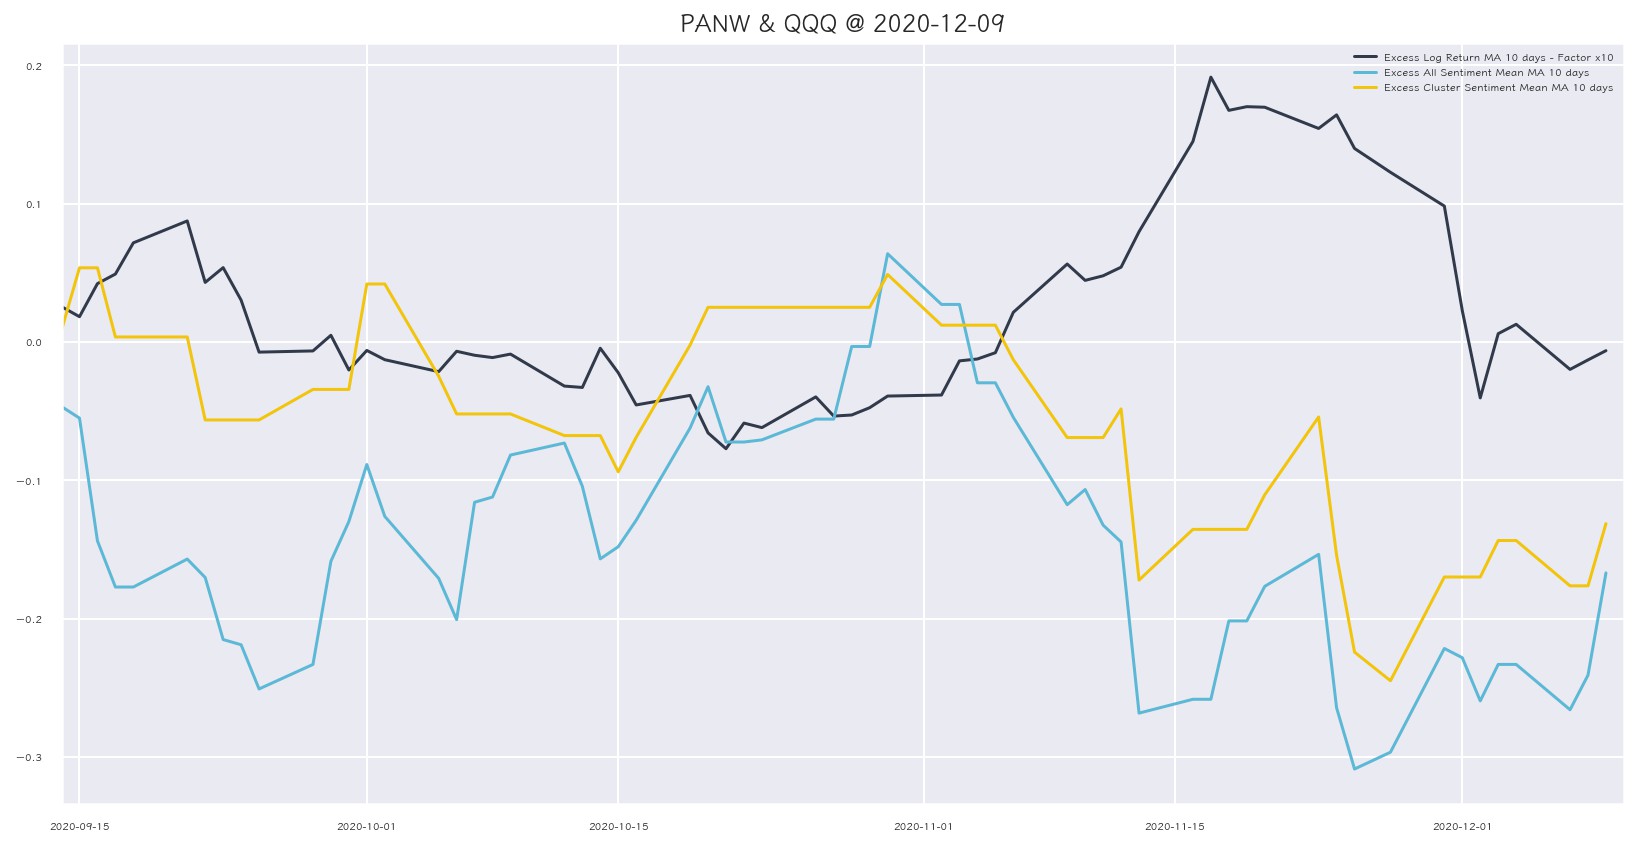 PANW & QQQ @ 2020-12-09
Excess Log Return MA 10 days - Factor x10
Excess All Sentiment Mean MA 10 days
Excess Cluster Sentiment Mean MA 10 days
0.2
0.1
0.0
−0.1
−0.2
−0.3
2020-09-15 2020-10-01 2020-10-15 2020-11-01 2020-11-15 2020-12-01